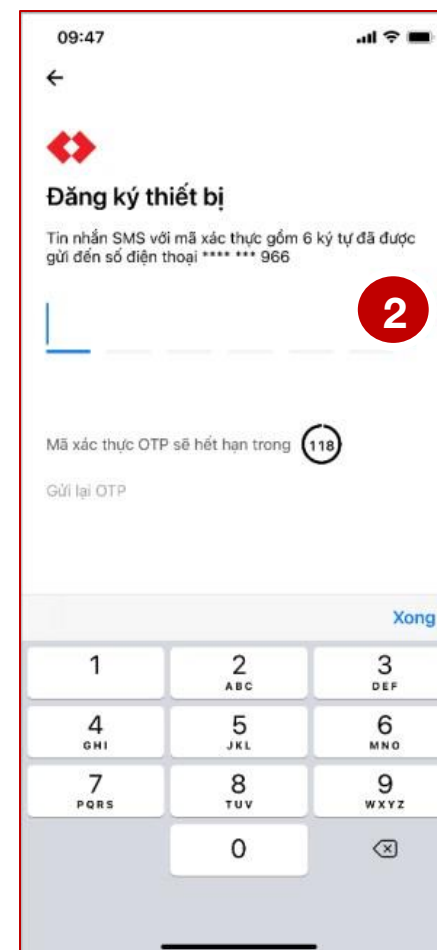 09:47
Đăng ký thiết bị
Tin nhắn SMS với mã xác thực gồm 6 ký tự đã được
gửi đến số điện thoại **** *** 966
2
Mã xác thực OTP sẽ hết hạn trong 118
Gửi lại OTP
Xong
1 2 3
ABC DEF
4 5 6
GHI JKL MNO
7 8 9
PQRS TUV WXYZ
0